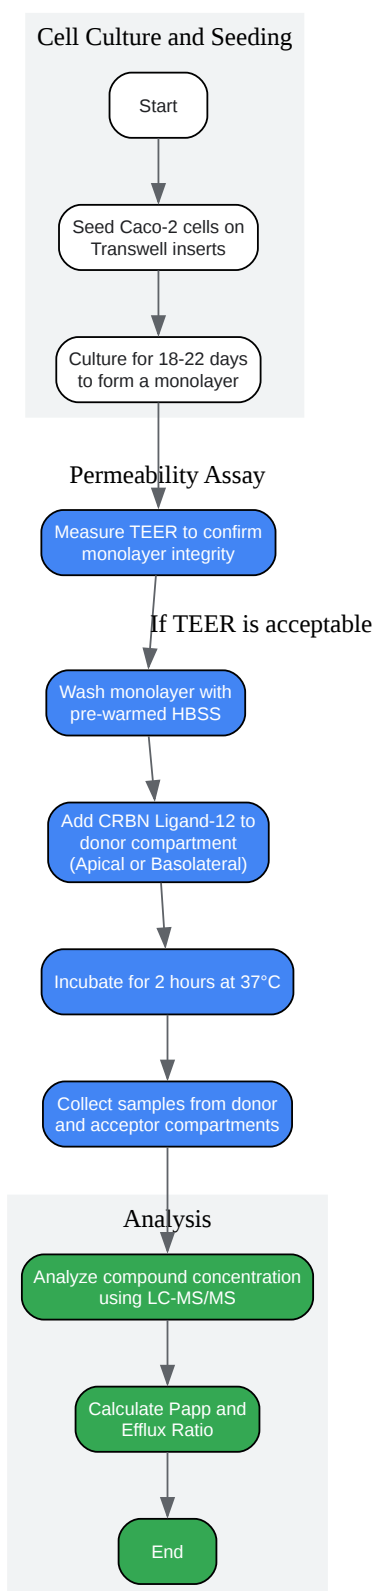 Cell Culture and Seeding
Start
Seed Caco-2 cells on
Transwell inserts
Culture for 18-22 days
to form a monolayer
Permeability Assay
Measure TEER to confirm
monolayer integrity
If TEER is acceptable
Wash monolayer with
pre-warmed HBSS
Add CRBN Ligand-12 to
donor compartment
(Apical or Basolateral)
Incubate for 2 hours at 37°C
Collect samples from donor
and acceptor compartments
Analysis
Analyze compound concentration
using LC-MS/MS
Calculate Papp and
Efflux Ratio
End